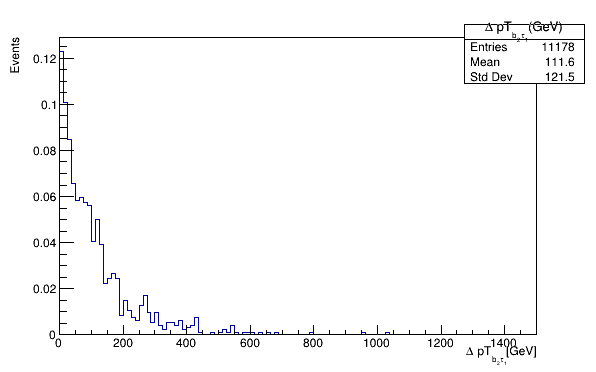 Δ pT_{b₂τ₁}(GeV)
Entries 11178
Mean 111.6
Std Dev 121.5
Events
0.12
0.1
0.08
0.06
0.04
0.02
0
0 200 400 600 800 1000 1200 1400
Δ pT_{b₂τ₁}[GeV]